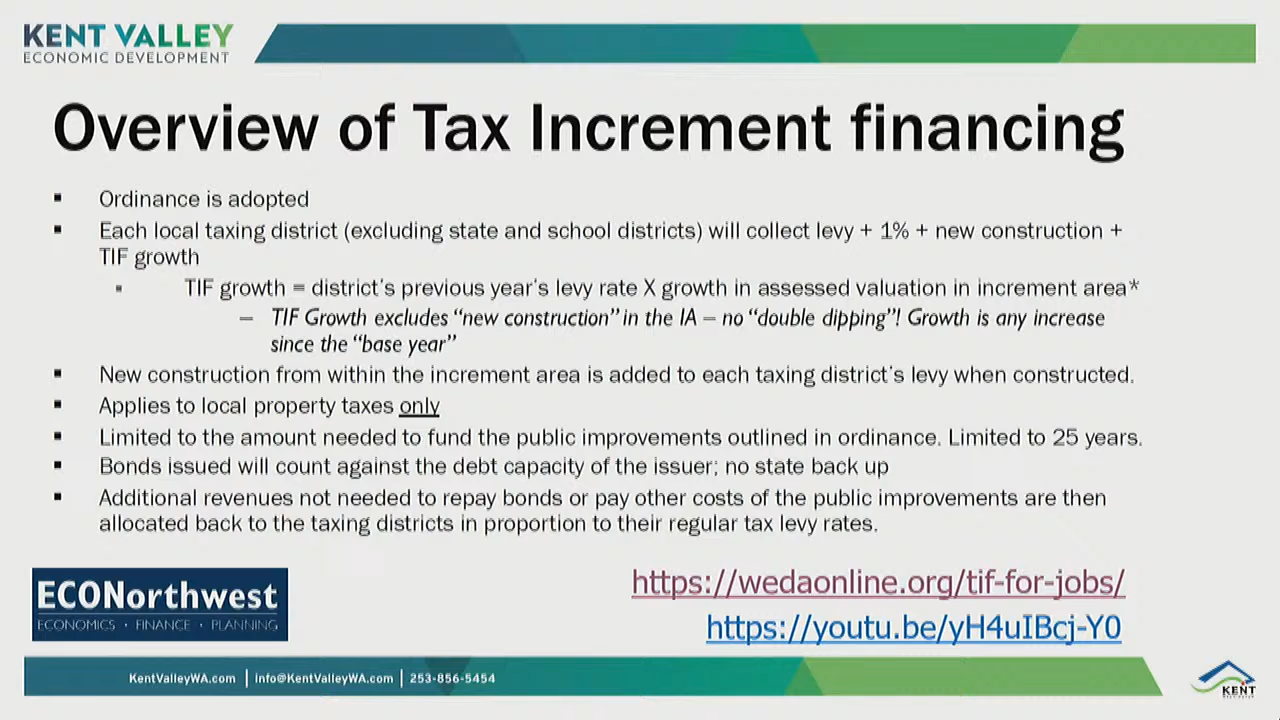 KENT VALLEY
ECONOMIC DEVELOPMENT
Overview of Tax Increment financing
▪ Ordinance is adopted
▪ Each local taxing district (excluding state and school districts) will collect levy + 1% + new construction +
TIF growth
▪ TIF growth = district's previous year's levy rate X growth in assessed valuation in increment area*
– TIF Growth excludes “new construction” in the IA – no “double dipping”! Growth is any increase
since the “base year”
▪ New construction from within the increment area is added to each taxing district's levy when constructed.
▪ Applies to local property taxes only
▪ Limited to the amount needed to fund the public improvements outlined in ordinance. Limited to 25 years.
▪ Bonds issued will count against the debt capacity of the issuer; no state back up
▪ Additional revenues not needed to repay bonds or pay other costs of the public improvements are then
allocated back to the taxing districts in proportion to their regular tax levy rates.
ECONorthwest
ECONOMICS • FINANCE • PLANNING
https://wedaonline.org/tif-for-jobs/
https://youtu.be/yH4uIBcj-Y0
KentValleyWA.com | info@KentValleyWA.com | 253-856-5454
KENT